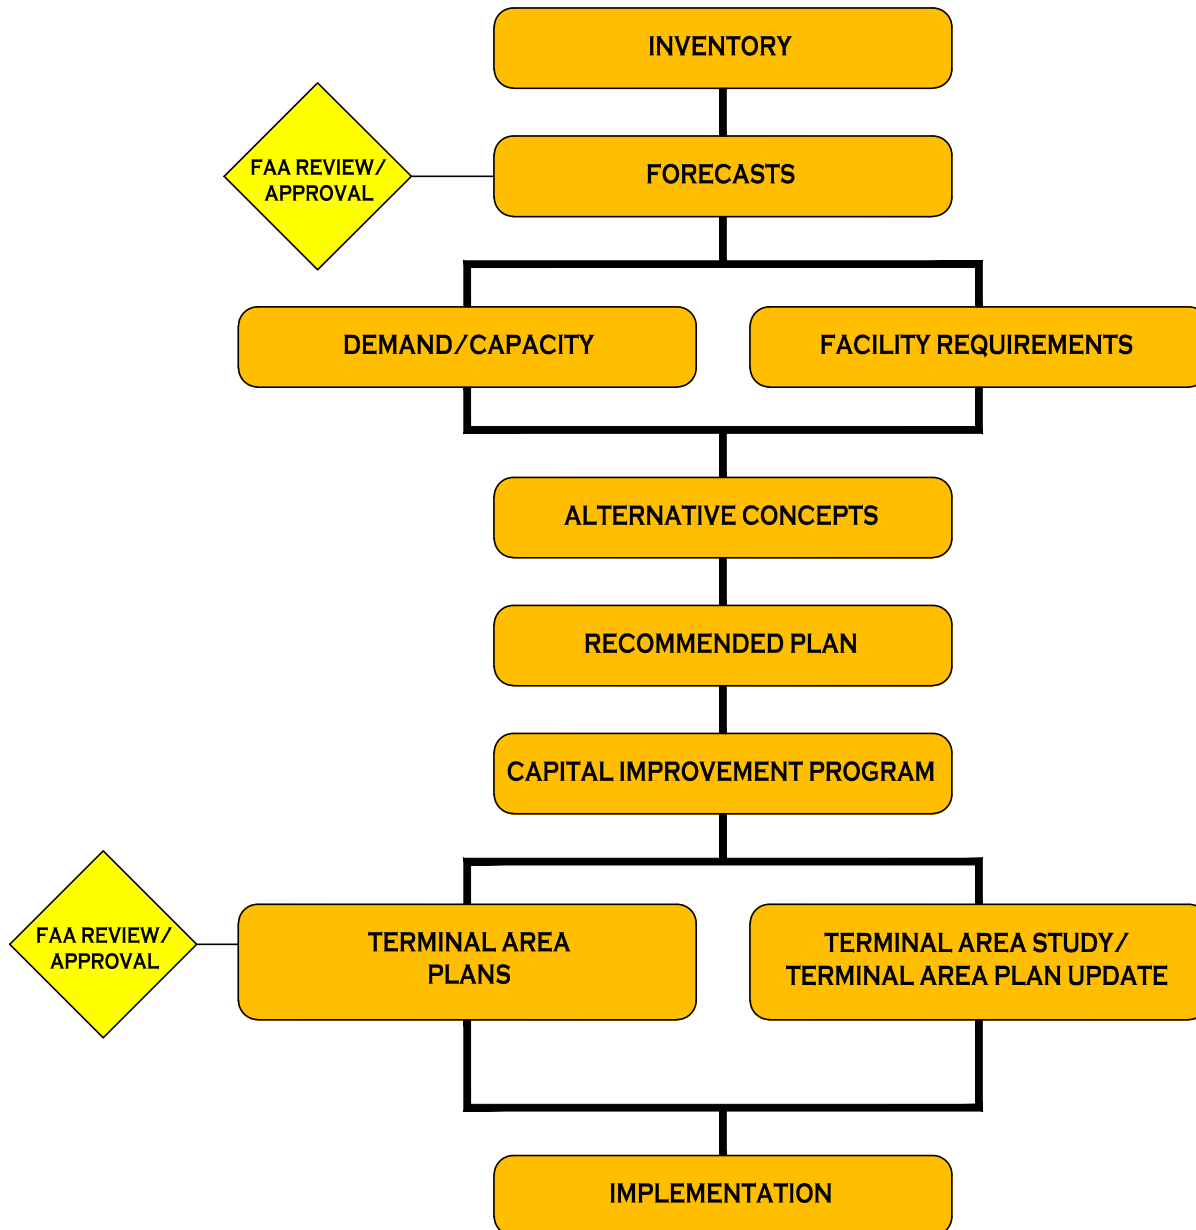 INVENTORY
FAA REVIEW/
APPROVAL
FORECASTS
DEMAND/CAPACITY
FACILITY REQUIREMENTS
ALTERNATIVE CONCEPTS
RECOMMENDED PLAN
CAPITAL IMPROVEMENT PROGRAM
FAA REVIEW/
APPROVAL
TERMINAL AREA
PLANS
TERMINAL AREA STUDY/
TERMINAL AREA PLAN UPDATE
IMPLEMENTATION